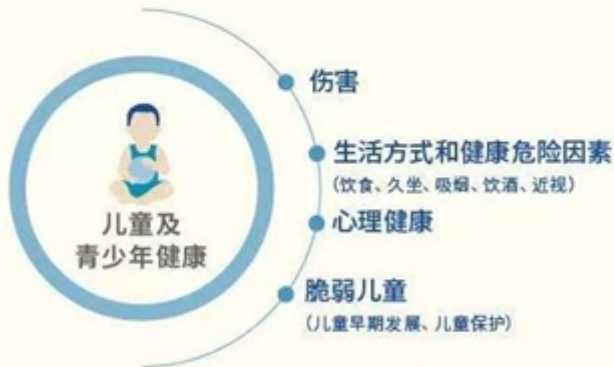 儿童及
青少年健康
伤害
生活方式和健康危险因素
(饮食、久坐、吸烟、饮酒、近视)
心理健康
脆弱儿童
(儿童早期发展、儿童保护)